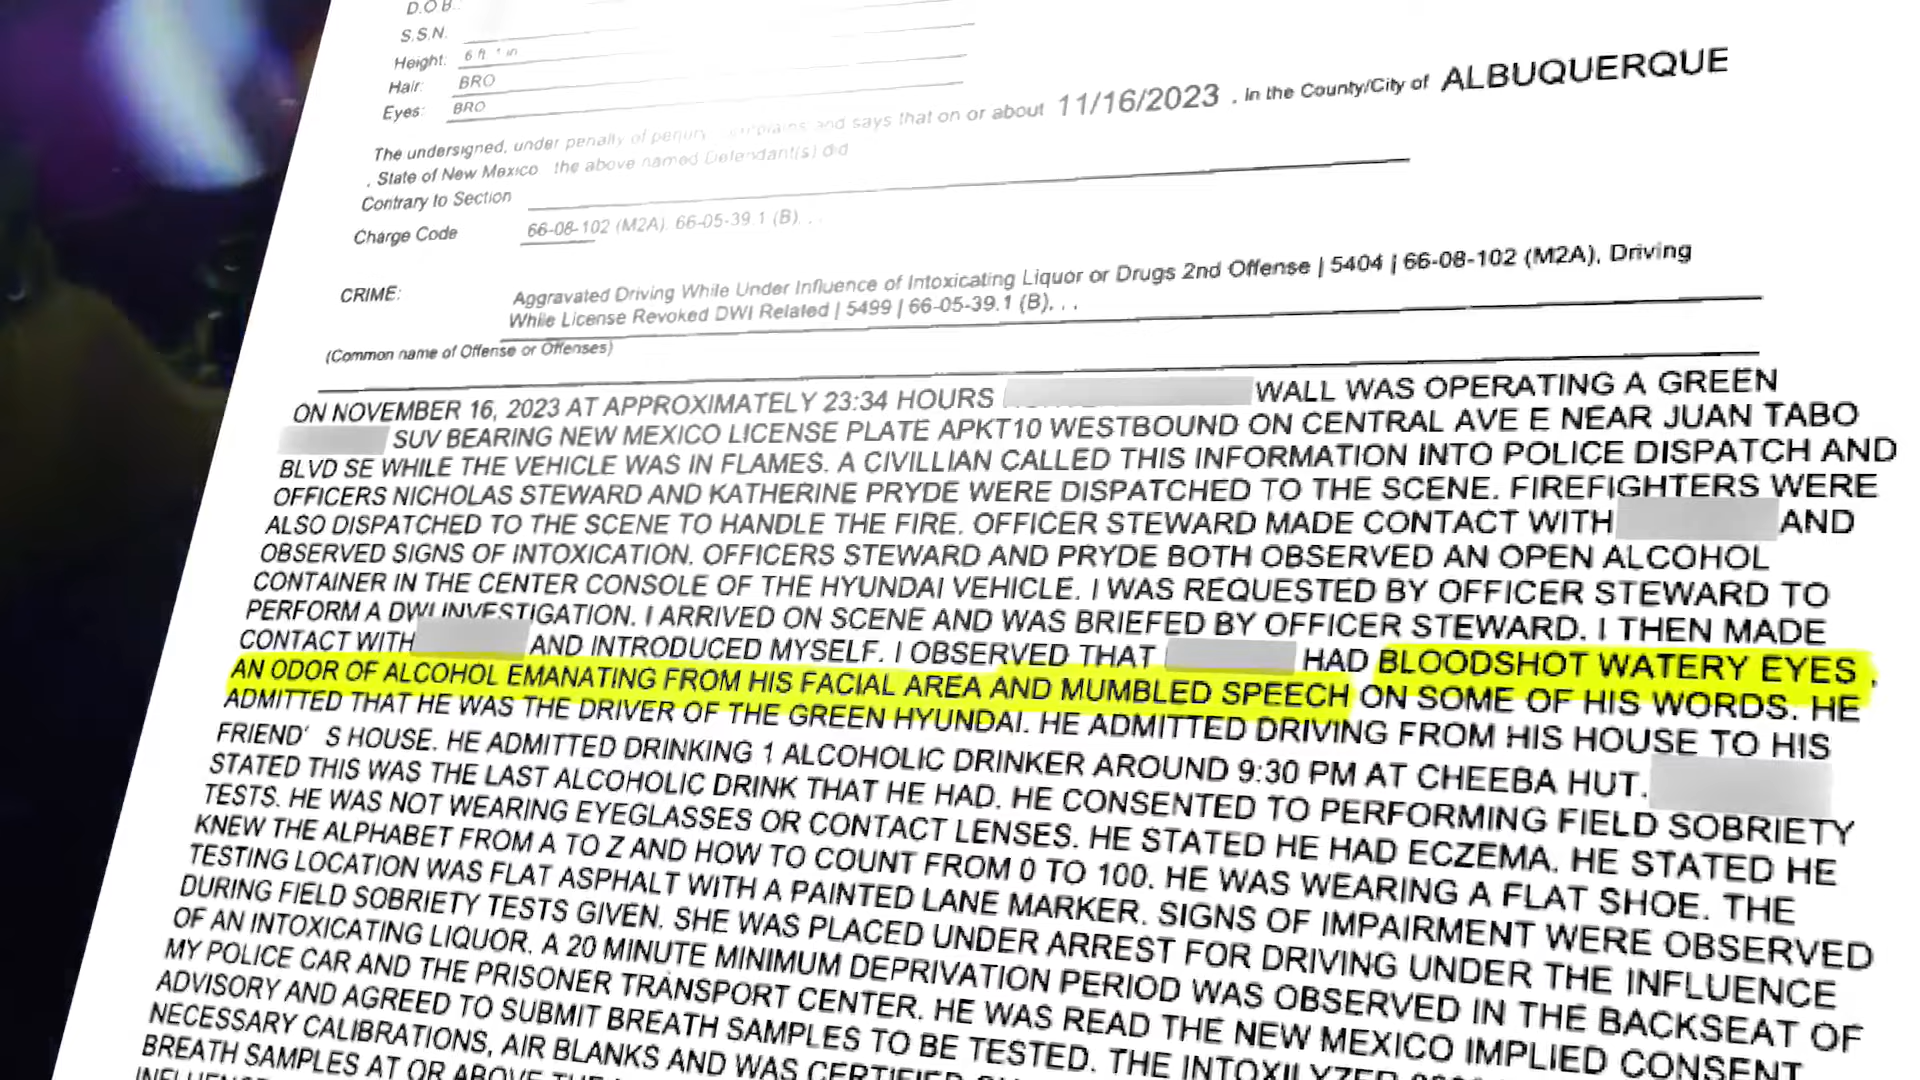 D.O.B.:
S.S.N.
Height: 6 ft. 1 in
Hair: BRO
Eyes: BRO
The undersigned, under penalty of perjury, complains and says that on or about 11/16/2023 . In the County/City of ALBUQUERQUE
, State of New Mexico the above named Defendant(s) did
Contrary to Section
Charge Code 66-08-102 (M2A), 66-05-39.1 (B), . .
CRIME: Aggravated Driving While Under Influence of Intoxicating Liquor or Drugs 2nd Offense | 5404 | 66-08-102 (M2A), Driving
While License Revoked DWI Related | 5499 | 66-05-39.1 (B), . .
(Common name of Offense or Offenses)
ON NOVEMBER 16, 2023 AT APPROXIMATELY 23:34 HOURS WALL WAS OPERATING A GREEN
SUV BEARING NEW MEXICO LICENSE PLATE APKT10 WESTBOUND ON CENTRAL AVE E NEAR JUAN TABO
BLVD SE WHILE THE VEHICLE WAS IN FLAMES. A CIVILLIAN CALLED THIS INFORMATION INTO POLICE DISPATCH AND
OFFICERS NICHOLAS STEWARD AND KATHERINE PRYDE WERE DISPATCHED TO THE SCENE. FIREFIGHTERS WERE
ALSO DISPATCHED TO THE SCENE TO HANDLE THE FIRE. OFFICER STEWARD MADE CONTACT WITH AND
OBSERVED SIGNS OF INTOXICATION. OFFICERS STEWARD AND PRYDE BOTH OBSERVED AN OPEN ALCOHOL
CONTAINER IN THE CENTER CONSOLE OF THE HYUNDAI VEHICLE. I WAS REQUESTED BY OFFICER STEWARD TO
PERFORM A DWI INVESTIGATION. I ARRIVED ON SCENE AND WAS BRIEFED BY OFFICER STEWARD. I THEN MADE
CONTACT WITH AND INTRODUCED MYSELF. I OBSERVED THAT HAD BLOODSHOT WATERY EYES ,
AN ODOR OF ALCOHOL EMANATING FROM HIS FACIAL AREA AND MUMBLED SPEECH ON SOME OF HIS WORDS. HE
ADMITTED THAT HE WAS THE DRIVER OF THE GREEN HYUNDAI. HE ADMITTED DRIVING FROM HIS HOUSE TO HIS
FRIEND' S HOUSE. HE ADMITTED DRINKING 1 ALCOHOLIC DRINKER AROUND 9:30 PM AT CHEEBA HUT.
STATED THIS WAS THE LAST ALCOHOLIC DRINK THAT HE HAD. HE CONSENTED TO PERFORMING FIELD SOBRIETY
TESTS. HE WAS NOT WEARING EYEGLASSES OR CONTACT LENSES. HE STATED HE HAD ECZEMA. HE STATED HE
KNEW THE ALPHABET FROM A TO Z AND HOW TO COUNT FROM 0 TO 100. HE WAS WEARING A FLAT SHOE. THE
TESTING LOCATION WAS FLAT ASPHALT WITH A PAINTED LANE MARKER. SIGNS OF IMPAIRMENT WERE OBSERVED
DURING FIELD SOBRIETY TESTS GIVEN. SHE WAS PLACED UNDER ARREST FOR DRIVING UNDER THE INFLUENCE
OF AN INTOXICATING LIQUOR. A 20 MINUTE MINIMUM DEPRIVATION PERIOD WAS OBSERVED IN THE BACKSEAT OF
MY POLICE CAR AND THE PRISONER TRANSPORT CENTER. HE WAS READ THE NEW MEXICO IMPLIED CONSENT
ADVISORY AND AGREED TO SUBMIT BREATH SAMPLES TO BE TESTED. THE INTOXILYZER
NECESSARY CALIBRATIONS, AIR BLANKS AND WAS
BREATH SAMPLES AT OR ABOVE THE